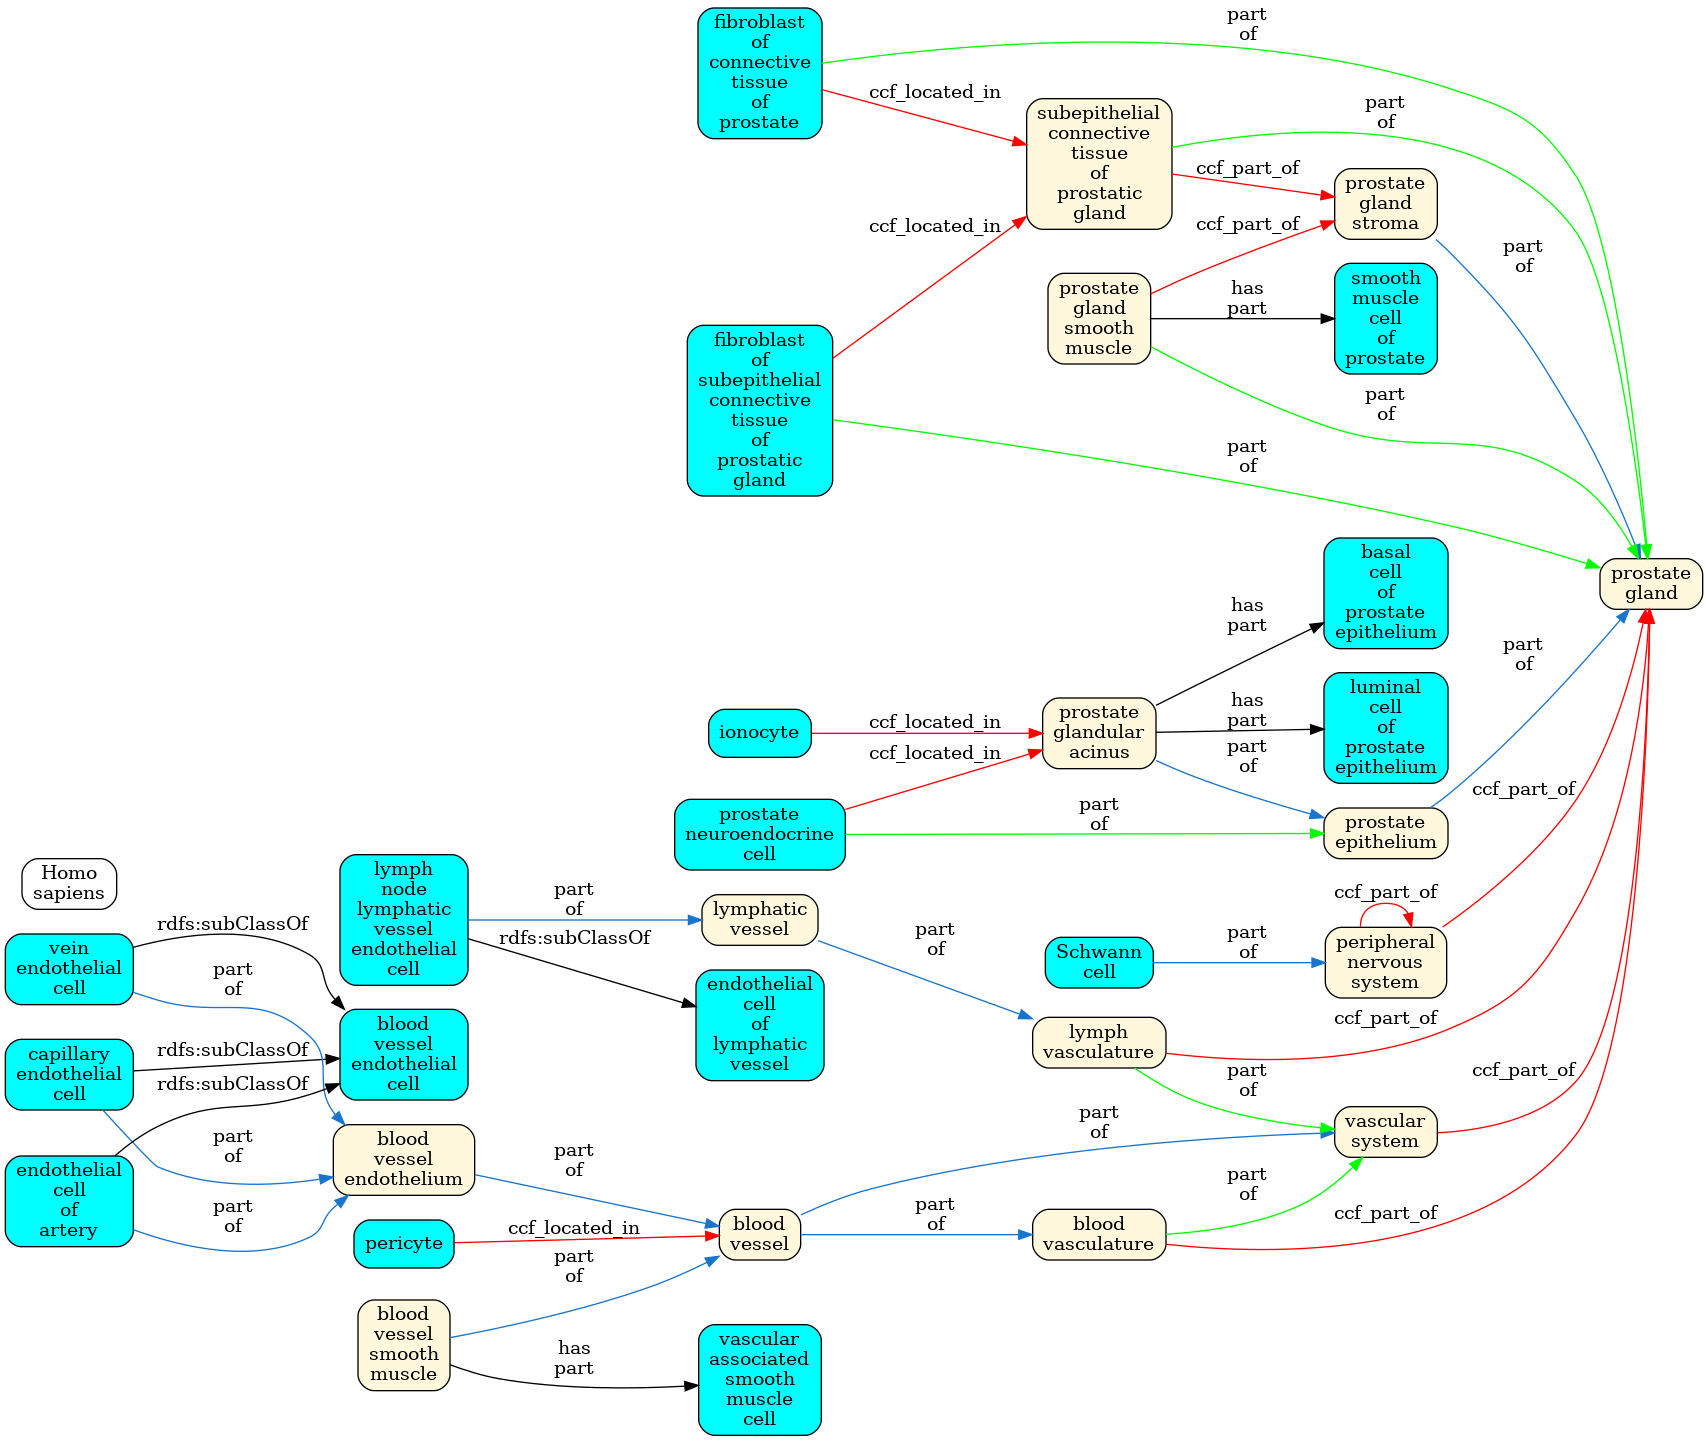 fibroblast
of
connective
tissue
of
prostate
part
of
ccf_located_in
subepithelial
connective
tissue
of
prostatic
gland
part
of
ccf_part_of
prostate
gland
stroma
part
of
ccf_located_in
ccf_part_of
prostate
gland
smooth
muscle
has
part
smooth
muscle
cell
of
prostate
part
of
fibroblast
of
subepithelial
connective
tissue
of
prostatic
gland
part
of
prostate
gland
basal
cell
of
prostate
epithelium
has
part
ionocyte
ccf_located_in
prostate
glandular
acinus
has
part
luminal
cell
of
prostate
epithelium
part
of
ccf_located_in
part
of
prostate
neuroendocrine
cell
part
of
prostate
epithelium
ccf_part_of
Homo
sapiens
lymph
node
lymphatic
vessel
endothelial
cell
part
of
lymphatic
vessel
rdfs:subClassOf
endothelial
cell
of
lymphatic
vessel
part
of
Schwann
cell
part
of
ccf_part_of
peripheral
nervous
system
vein
endothelial
cell
rdfs:subClassOf
part
of
blood
vessel
endothelial
cell
capillary
endothelial
cell
rdfs:subClassOf
rdfs:subClassOf
part
of
lymph
vasculature
ccf_part_of
part
of
ccf_part_of
vascular
system
endothelial
cell
of
artery
part
of
blood
vessel
endothelium
part
of
part
of
pericyte
ccf_located_in
blood
vessel
part
of
blood
vasculature
part
of
ccf_part_of
blood
vessel
smooth
muscle
part
of
has
part
vascular
associated
smooth
muscle
cell